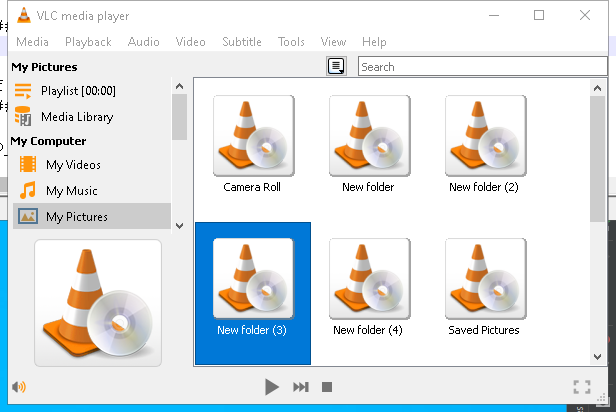 VLC media player
Media Playback Audio Video Subtitle Tools View Help
My Pictures
Search
Playlist [00:00]
Media Library
My Computer
My Videos
My Music
My Pictures
Camera Roll
New folder
New folder (2)
New folder (3)
New folder (4)
Saved Pictures